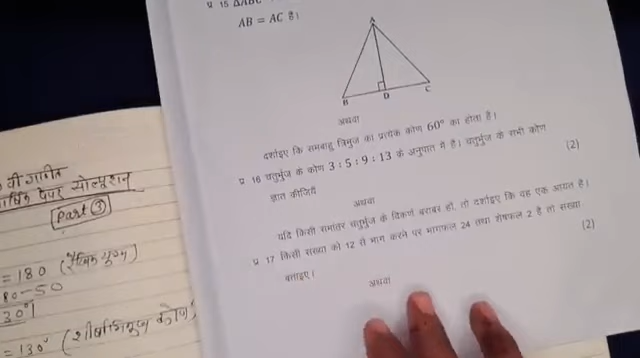 प्र 15 ΔABC
AB = AC है।
A
B
D
C
अथवा
दर्शाइए कि समबाहु त्रिभुज का प्रत्येक कोण 60° का होता है।
प्र 16 चतुर्भुज के कोण 3 : 5 : 9 : 13 के अनुपात में है। चतुर्भुज के सभी कोण
ज्ञात कीजिये
(2)
अथवा
यदि किसी समांतर चतुर्भुज के विकर्ण बराबर हो, तो दर्शाइए कि यह एक आयत है।
प्र 17 किसी संख्या को 12 से भाग करने पर भागफल 24 तथा शेषफल 2 है तो संख्या
बताइए।
(2)
अथवा
वी गणित
पेपर सोल्यूशन
Part ③
= 180 (रैखिक युग्म)
80 - 50
30°
= 130° (शीर्षाभिमुख कोण)